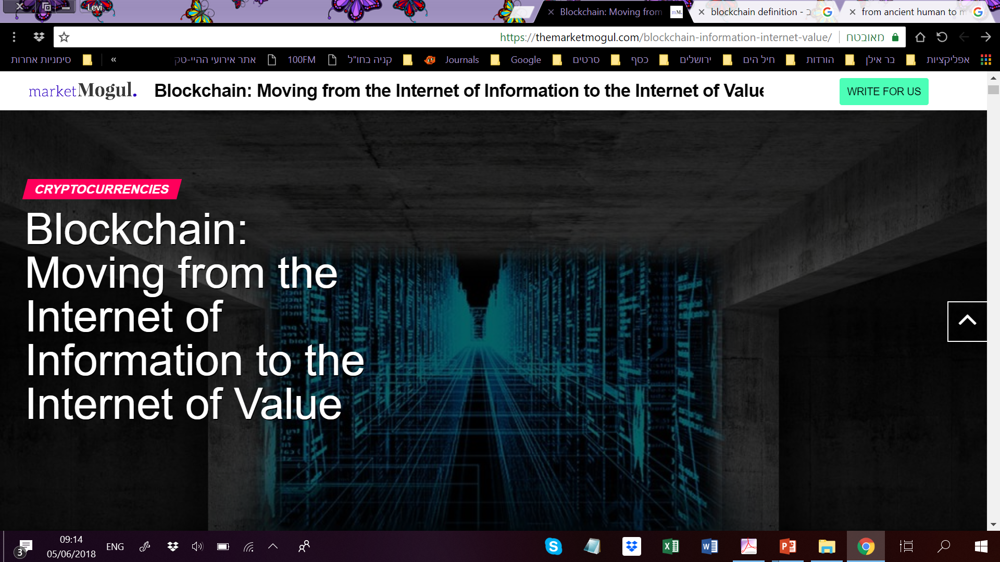 Levi
Blockchain: Moving from
mM.
blockchain definition - ב
from ancient human to m
https://themarketmogul.com/blockchain-information-internet-value/
מאובטח
אפליקציות
בר אילן
הורדות
חיל הים
ירושלים
כסף
סרטים
Google
Journals
קניה בחו"ל
100FM
אתר אירועי ההיי-טק
«
סימניות אחרות
marketMogul.
Blockchain: Moving from the Internet of Information to the Internet of Value
WRITE FOR US
CRYPTOCURRENCIES
Blockchain:
Moving from the
Internet of
Information to the
Internet of Value
3
09:14
05/06/2018
ENG